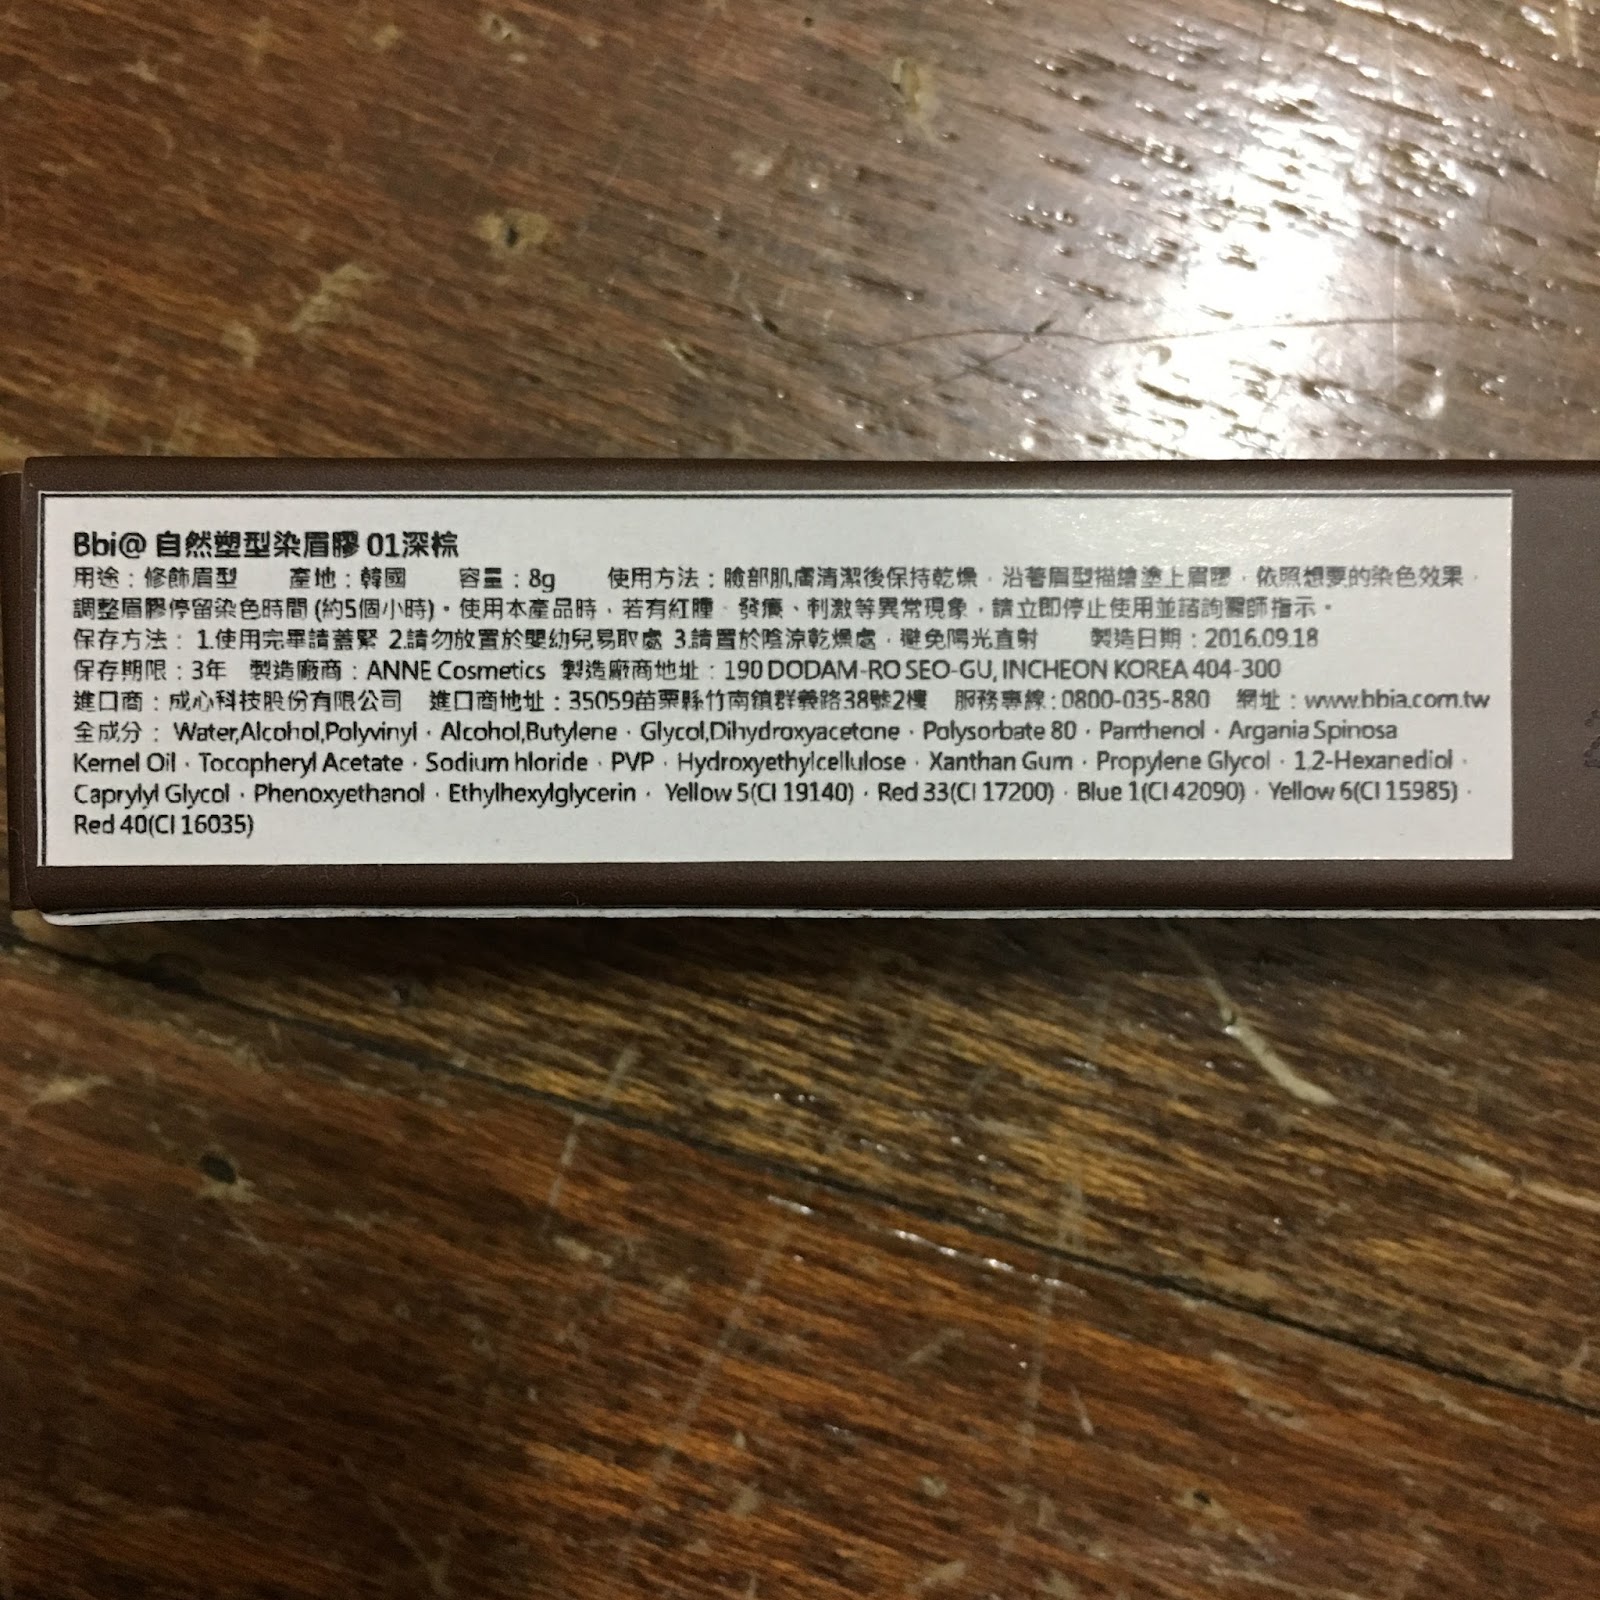 Bbi@ 自然塑型染眉膠 01深棕
用途：修飾眉型　產地：韓國　容量：8g　使用方法：臉部肌膚清潔後保持乾燥，沿著眉型描繪塗上眉膠，依照想要的染色效果，
調整眉膠停留染色時間 (約5個小時)。使用本產品時，若有紅腫、發癢、刺激等異常現象，請立即停止使用並諮詢醫師指示。
保存方法：1.使用完畢請蓋緊 2.請勿放置於嬰幼兒易取處 3.請置於陰涼乾燥處，避免陽光直射　製造日期：2016.09.18
保存期限：3年　製造廠商：ANNE Cosmetics　製造廠商地址：190 DODAM-RO SEO-GU, INCHEON KOREA 404-300
進口商：成心科技股份有限公司　進口商地址：35059苗栗縣竹南鎮群義路38號2樓　服務專線：0800-035-880　網址：www.bbia.com.tw
全成分：Water,Alcohol,Polyvinyl、Alcohol,Butylene、Glycol,Dihydroxyacetone、Polysorbate 80、Panthenol、Argania Spinosa
Kernel Oil、Tocopheryl Acetate、Sodium hloride、PVP、Hydroxyethylcellulose、Xanthan Gum、Propylene Glycol、1,2-Hexanediol、
Caprylyl Glycol、Phenoxyethanol、Ethylhexylglycerin、Yellow 5(CI 19140)、Red 33(CI 17200)、Blue 1(CI 42090)、Yellow 6(CI 15985)、
Red 40(CI 16035)